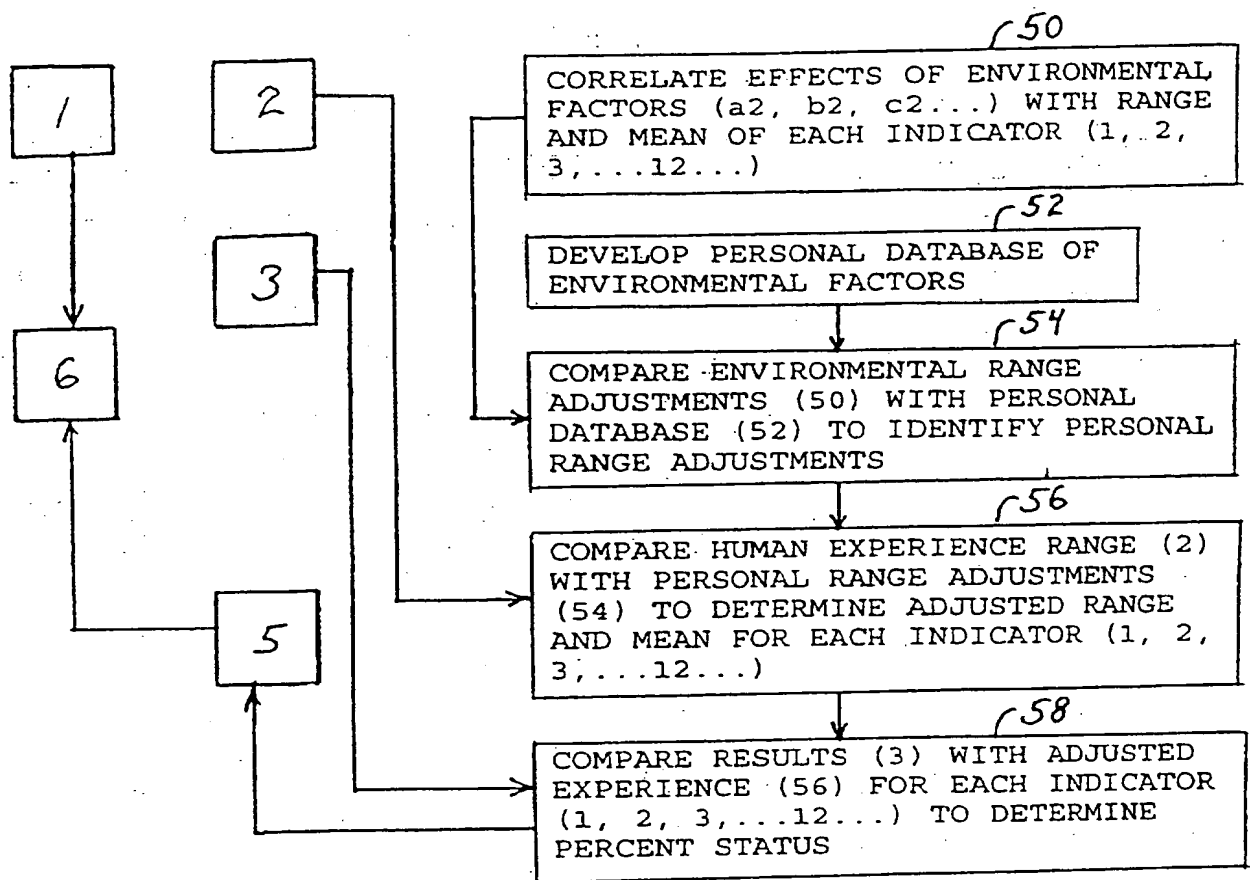 50
CORRELATE EFFECTS OF ENVIRONMENTAL
FACTORS (a2, b2, c2...) WITH RANGE
AND MEAN OF EACH INDICATOR (1, 2,
3,...12...)
1
2
52
DEVELOP PERSONAL DATABASE OF
ENVIRONMENTAL FACTORS
3
54
COMPARE ENVIRONMENTAL RANGE
ADJUSTMENTS (50) WITH PERSONAL
DATABASE (52) TO IDENTIFY PERSONAL
RANGE ADJUSTMENTS
6
56
COMPARE HUMAN EXPERIENCE RANGE (2)
WITH PERSONAL RANGE ADJUSTMENTS
(54) TO DETERMINE ADJUSTED RANGE
AND MEAN FOR EACH INDICATOR (1, 2,
3,...12...)
5
58
COMPARE RESULTS (3) WITH ADJUSTED
EXPERIENCE (56) FOR EACH INDICATOR
(1, 2, 3,...12...) TO DETERMINE
PERCENT STATUS